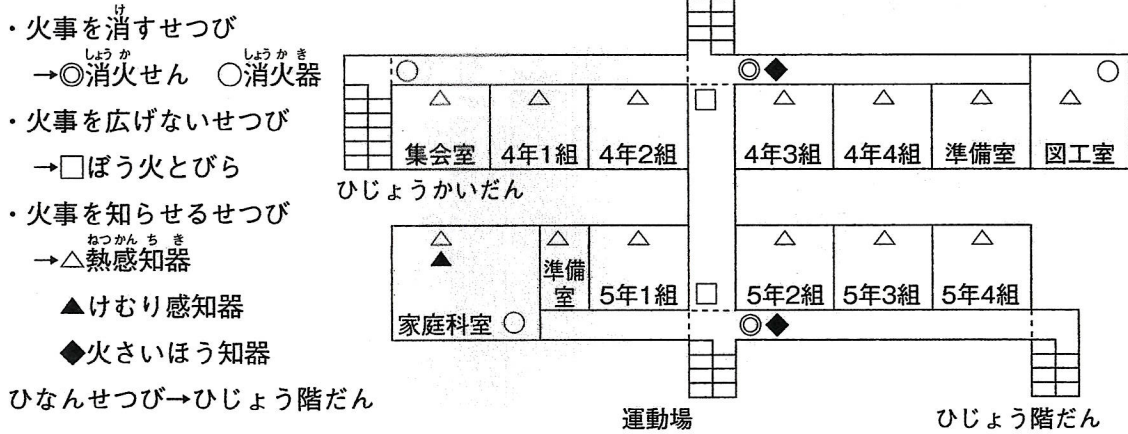 ・火事を消すせつび
→◎消火せん ○消火器
・火事を広げないせつび
→□ぼう火とびら
・火事を知らせるせつび
→△熱感知器
▲けむり感知器
◆火さいほう知器
ひなんせつび→ひじょう階だん
集会室 4年1組 4年2組 4年3組 4年4組 準備室 図工室
ひじょうかいだん
家庭科室 準備室 5年1組 5年2組 5年3組 5年4組
運動場 ひじょう階だん